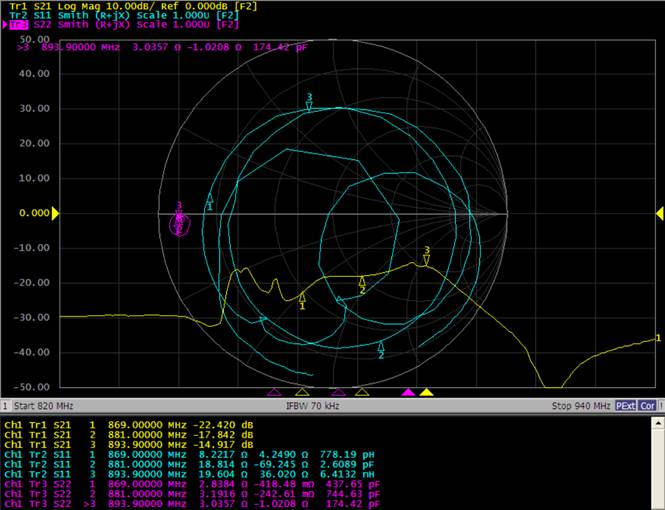 Tr1 S21 Log Mag 10.00dB/ Ref 0.000dB [F2]
Tr2 S11 Smith (R+jX) Scale 1.000U [F2]
Tr3 S22 Smith (R+jX) Scale 1.000U [F2]
50.00
>3 893.90000 MHz 3.0357 Ω -1.0208 Ω 174.42 pF
40.00
30.00
20.00
10.00
0.000
-10.00
-20.00
-30.00
-40.00
-50.00
3
1
3
3
2
1
2
1
1 Start 820 MHz IFBW 70 kHz Stop 940 MHz PExt Cor !
Ch1 Tr1 S21 1 869.00000 MHz -22.420 dB
Ch1 Tr1 S21 2 881.00000 MHz -17.842 dB
Ch1 Tr1 S21 3 893.90000 MHz -14.917 dB
Ch1 Tr2 S11 1 869.00000 MHz 8.2217 Ω 4.2490 Ω 778.19 pH
Ch1 Tr2 S11 2 881.00000 MHz 18.814 Ω -69.245 Ω 2.6089 pF
Ch1 Tr2 S11 3 893.90000 MHz 19.604 Ω 36.020 Ω 6.4132 nH
Ch1 Tr3 S22 1 869.00000 MHz 2.8384 Ω -418.48 mΩ 437.65 pF
Ch1 Tr3 S22 2 881.00000 MHz 3.1916 Ω -242.61 mΩ 744.63 pF
Ch1 Tr3 S22 >3 893.90000 MHz 3.0357 Ω -1.0208 Ω 174.42 pF